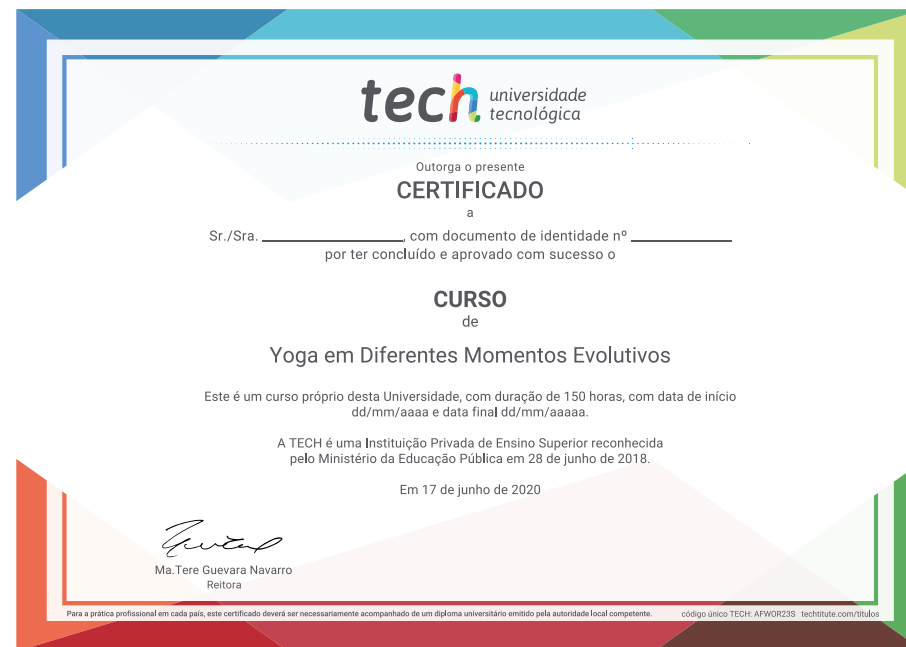 tech universidade
tecnológica
Outorga o presente
CERTIFICADO
a
Sr./Sra. ____________________, com documento de identidade nº ______________
por ter concluído e aprovado com sucesso o
CURSO
de
Yoga em Diferentes Momentos Evolutivos
Este é um curso próprio desta Universidade, com duração de 150 horas, com data de início
dd/mm/aaaa e data final dd/mm/aaaaa.
A TECH é uma Instituição Privada de Ensino Superior reconhecida
pelo Ministério da Educação Pública em 28 de junho de 2018.
Em 17 de junho de 2020
Ma.Tere Guevara Navarro
Reitora
Para a prática profissional em cada país, este certificado deverá ser necessariamente acompanhado de um diploma universitário emitido pela autoridade local competente. código único TECH: AFWOR23S techtitute.com/titulos